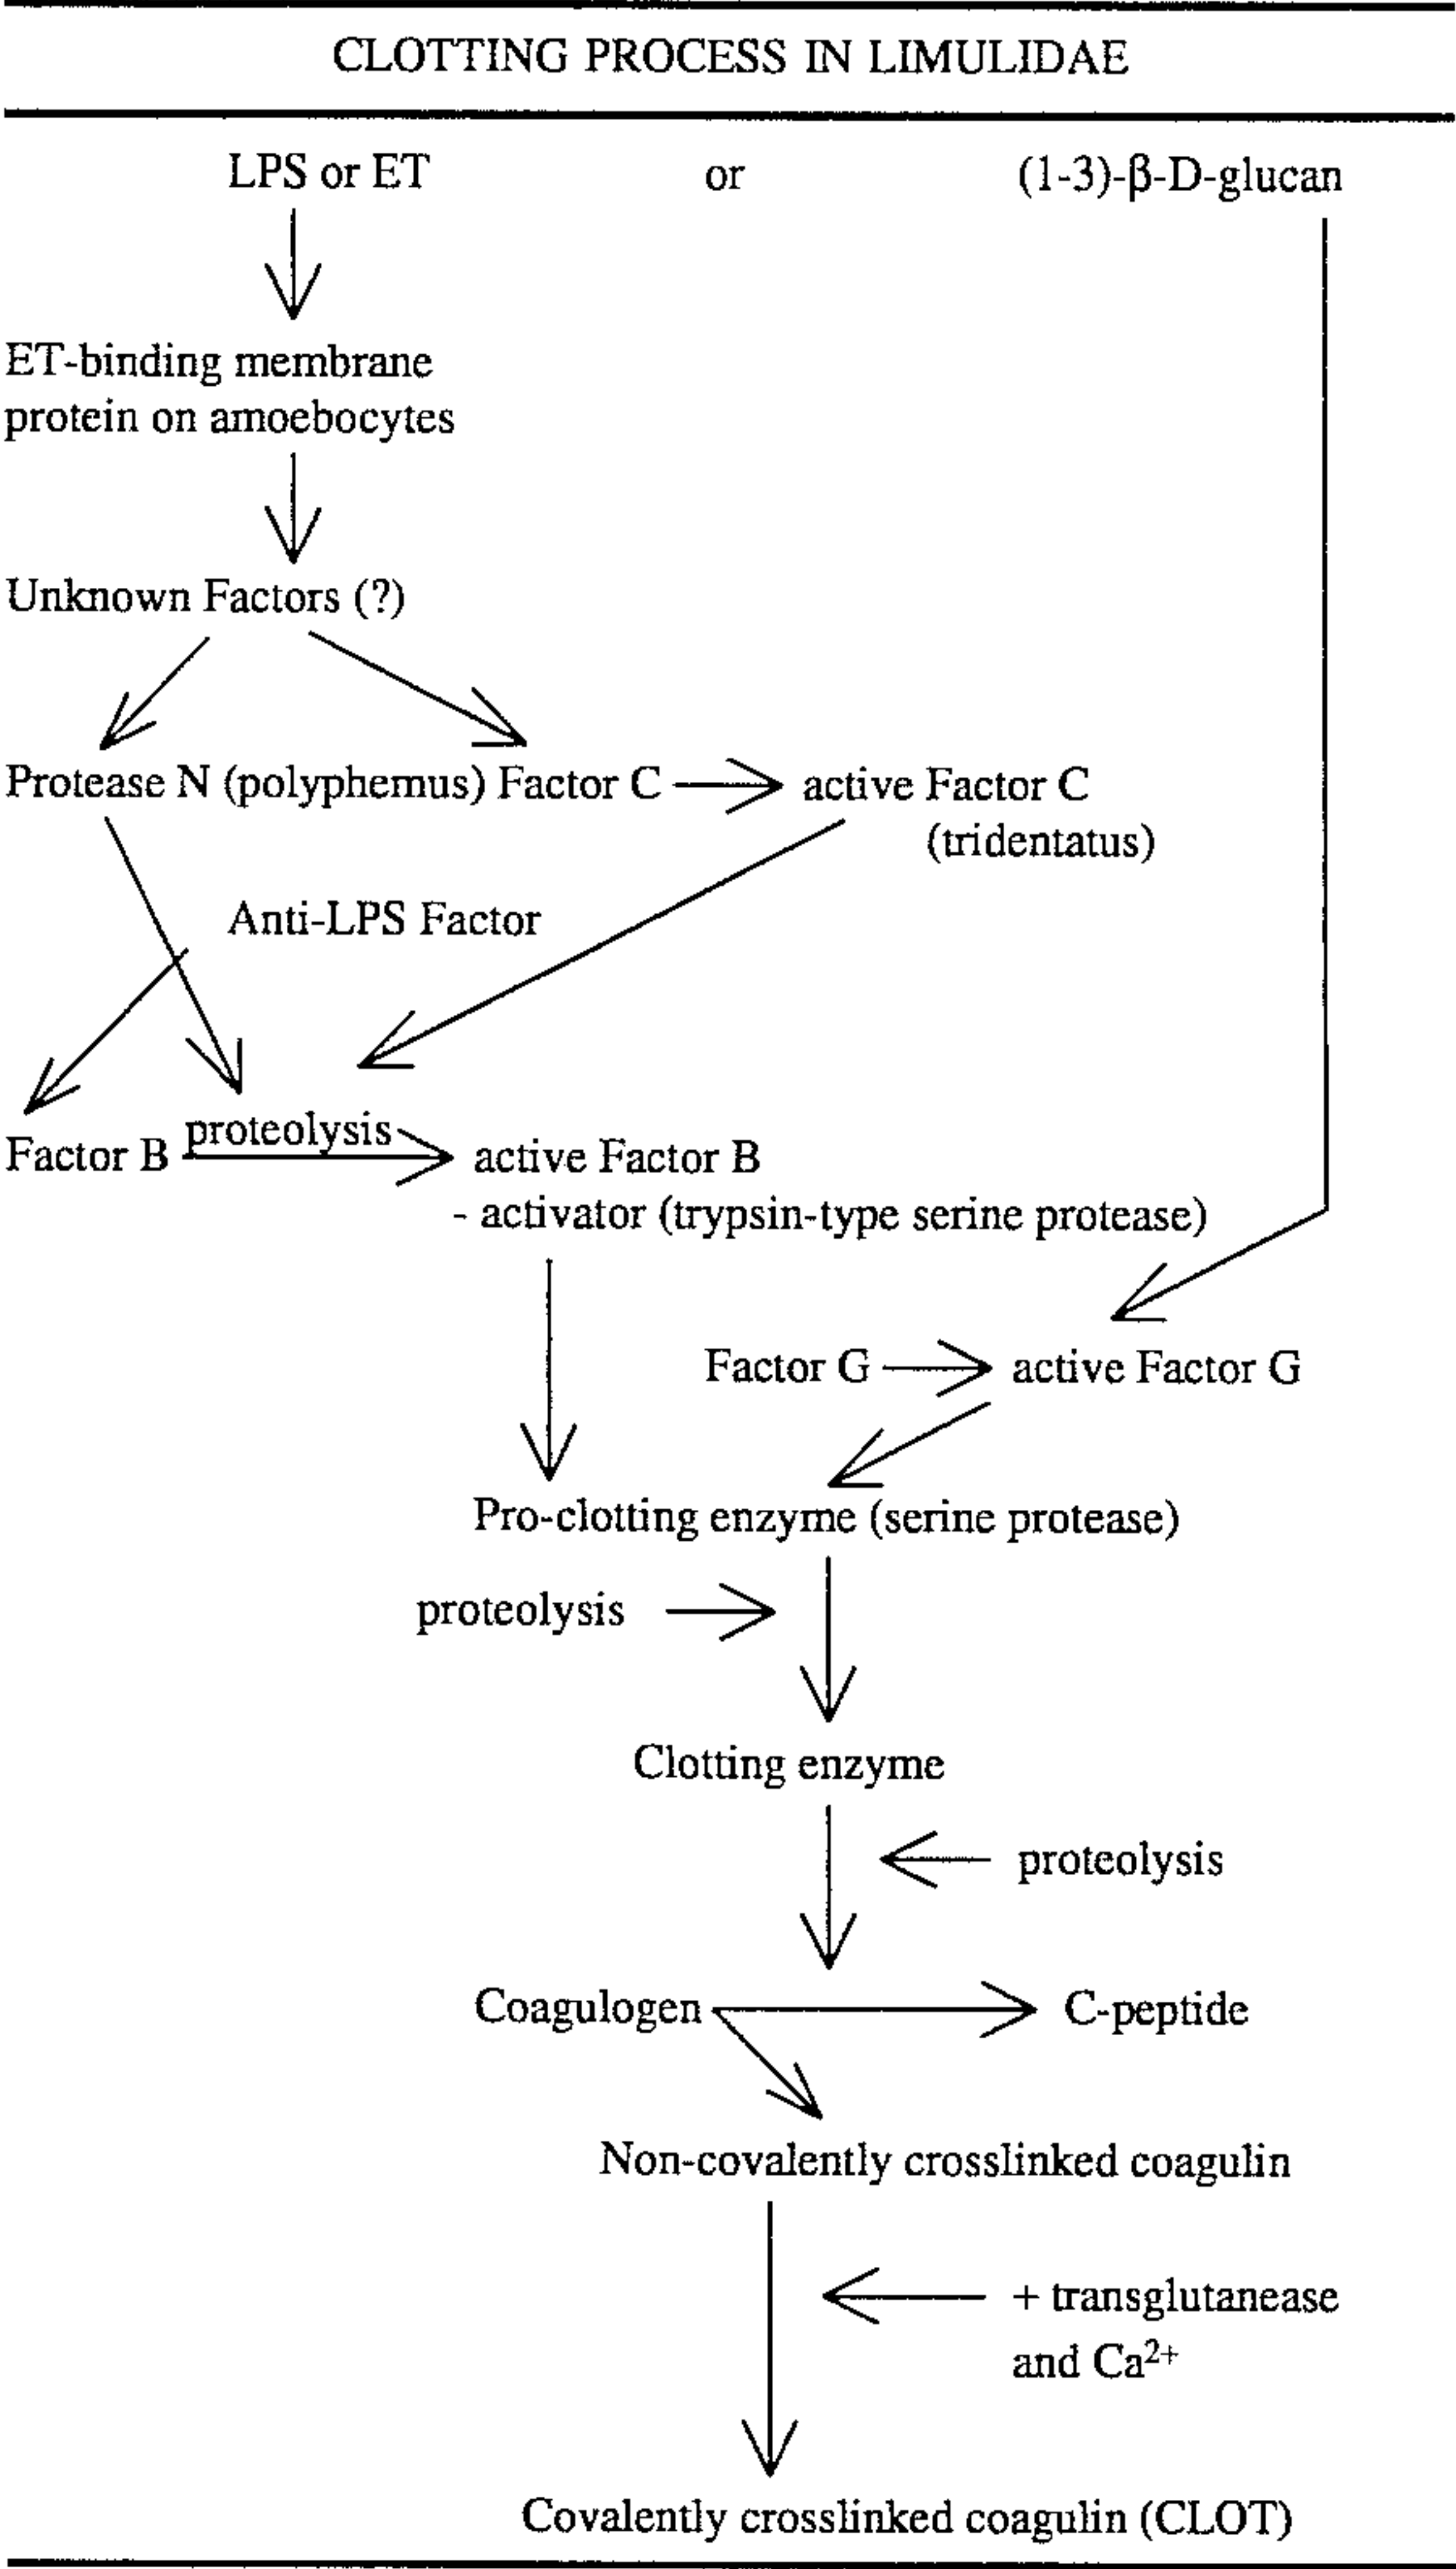 CLOTTING PROCESS IN LIMULIDAE
LPS or ET or (1-3)-β-D-glucan
ET-binding membrane
protein on amoebocytes
Unknown Factors (?)
Protease N (polyphemus) Factor C active Factor C
(tridentatus)
Anti-LPS Factor
proteolysis
Factor B active Factor B
- activator (trypsin-type serine protease)
Factor G active Factor G
Pro-clotting enzyme (serine protease)
proteolysis
Clotting enzyme
proteolysis
Coagulogen C-peptide
Non-covalently crosslinked coagulin
+ transglutanease
and Ca²⁺
Covalently crosslinked coagulin (CLOT)